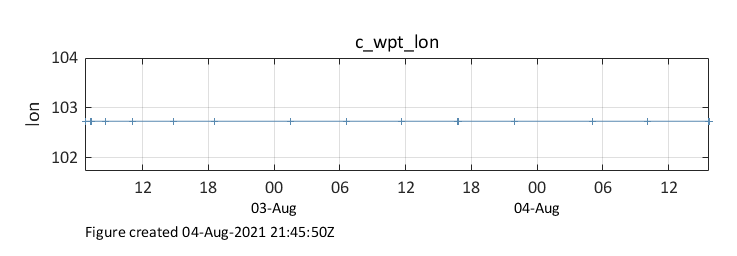 c_wpt_lon
104
103
102
lon
12 18 00 06 12 18 00 06 12
03-Aug 04-Aug
Figure created 04-Aug-2021 21:45:50Z